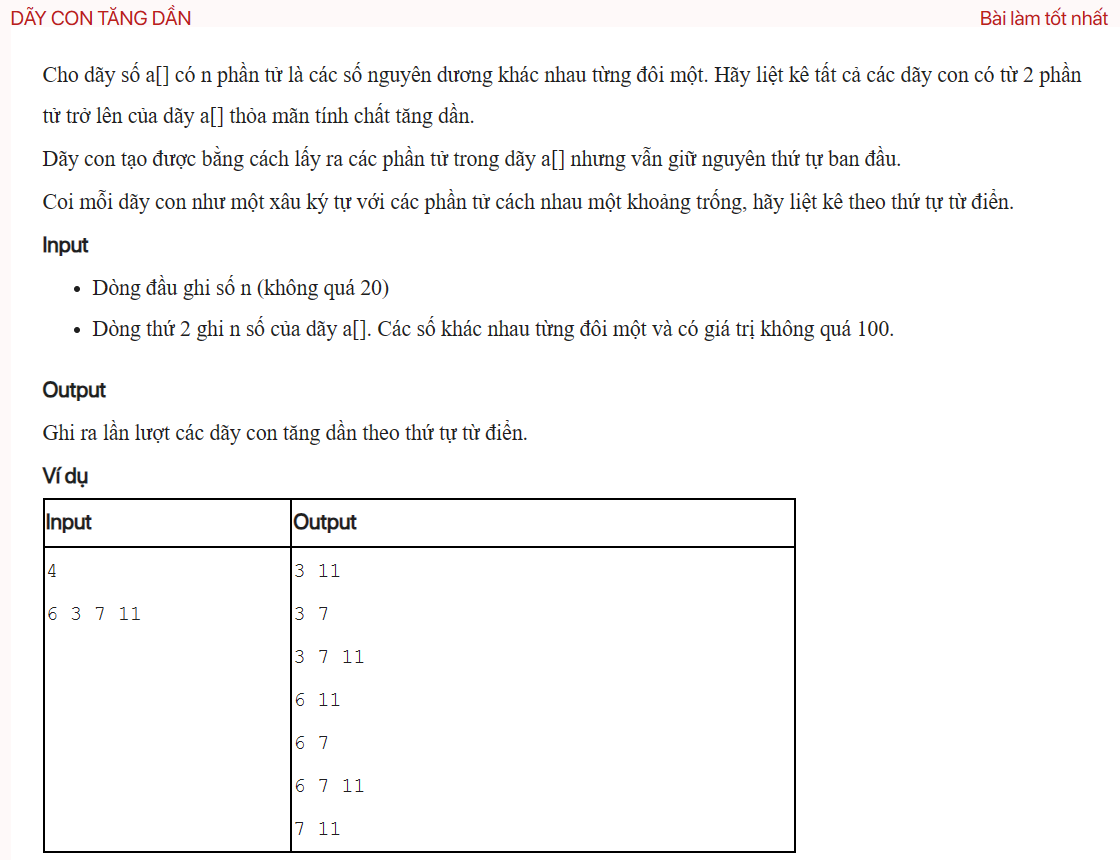 DÃY CON TĂNG DẦN
Bài làm tốt nhất
Cho dãy số a[] có n phần tử là các số nguyên dương khác nhau từng đôi một. Hãy liệt kê tất cả các dãy con có từ 2 phần
tử trở lên của dãy a[] thỏa mãn tính chất tăng dần.
Dãy con tạo được bằng cách lấy ra các phần tử trong dãy a[] nhưng vẫn giữ nguyên thứ tự ban đầu.
Coi mỗi dãy con như một xâu ký tự với các phần tử cách nhau một khoảng trống, hãy liệt kê theo thứ tự từ điển.
Input
• Dòng đầu ghi số n (không quá 20)
• Dòng thứ 2 ghi n số của dãy a[]. Các số khác nhau từng đôi một và có giá trị không quá 100.
Output
Ghi ra lần lượt các dãy con tăng dần theo thứ tự từ điển.
Ví dụ
Input
Output
4
6 3 7 11
3 11
3 7
3 7 11
6 11
6 7
6 7 11
7 11